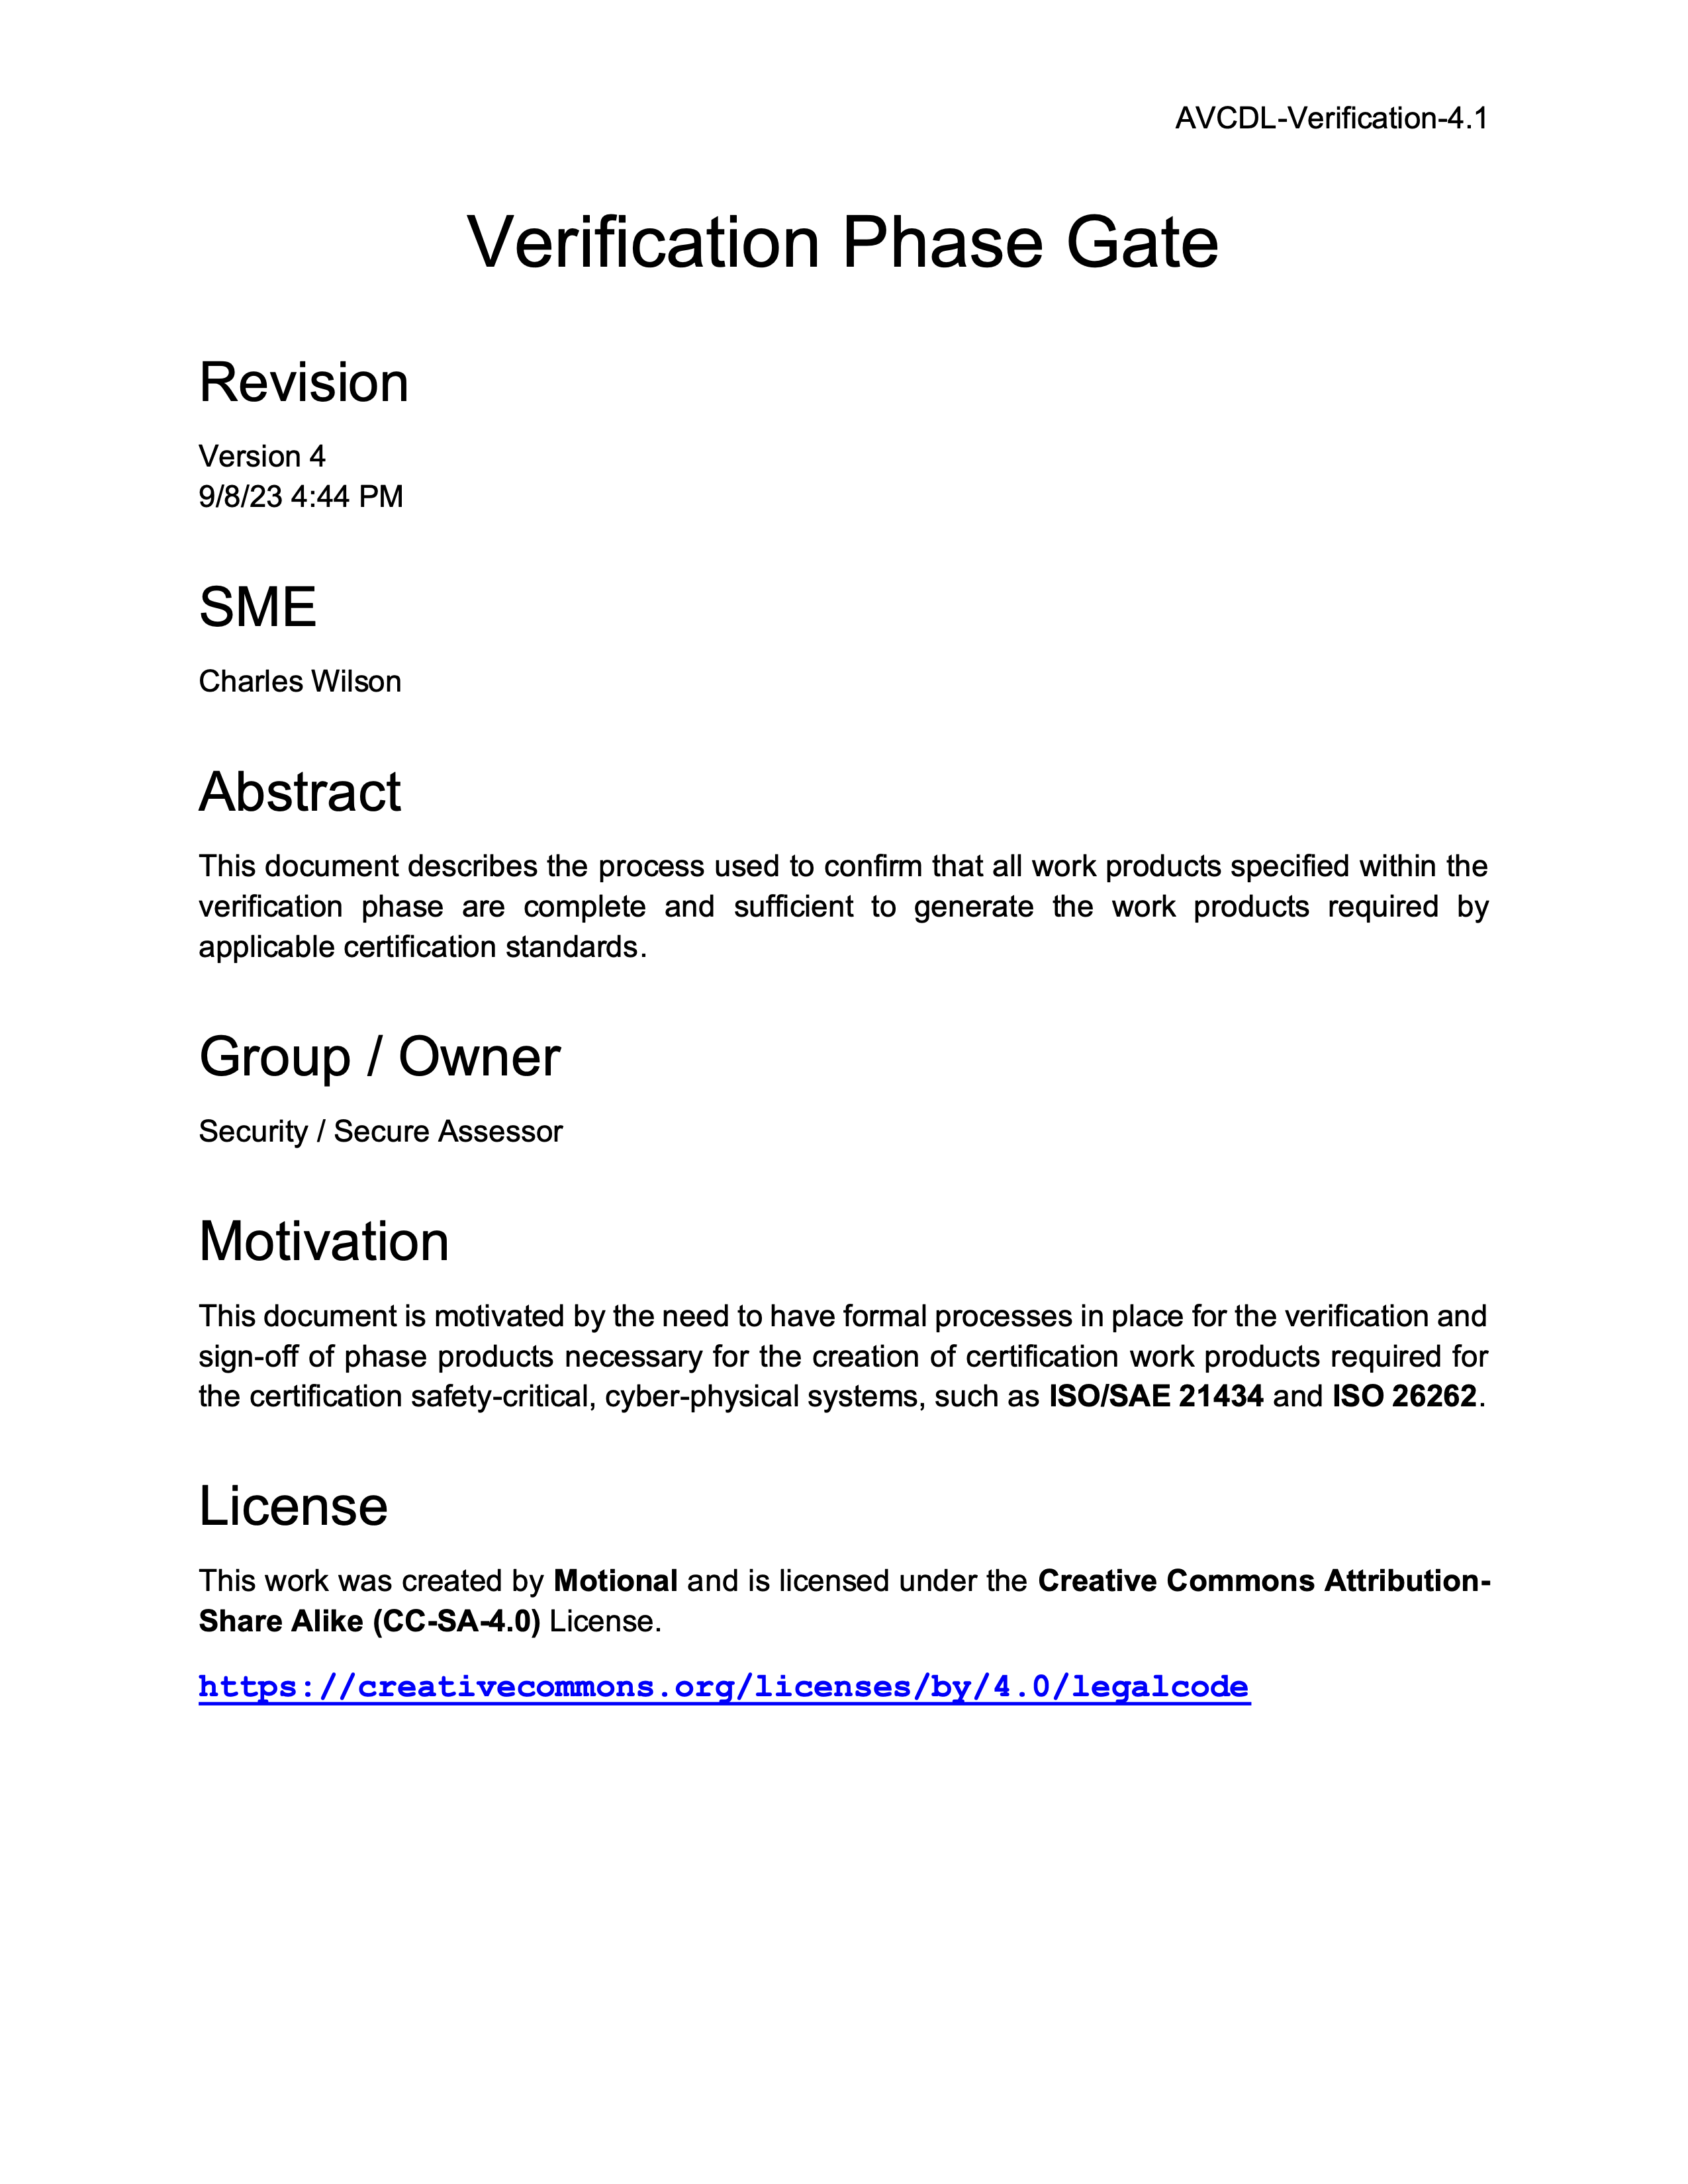 AVCDL-Verification-4.1
Verification Phase Gate
Revision
Version 4
9/8/23 4:44 PM
SME
Charles Wilson
Abstract
This document describes the process used to confirm that all work products specified within the
verification phase are complete and sufficient to generate the work products required by
applicable certification standards.
Group / Owner
Security / Secure Assessor
Motivation
This document is motivated by the need to have formal processes in place for the verification and
sign-off of phase products necessary for the creation of certification work products required for
the certification safety-critical, cyber-physical systems, such as ISO/SAE 21434 and ISO 26262.
License
This work was created by Motional and is licensed under the Creative Commons Attribution-
Share Alike (CC-SA-4.0) License.
https://creativecommons.org/licenses/by/4.0/legalcode